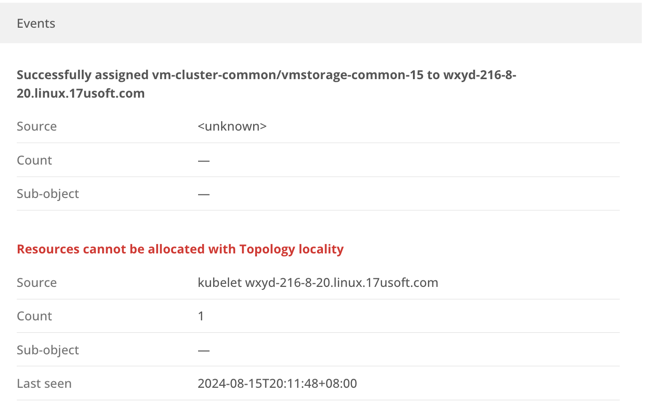 Events
Successfully assigned vm-cluster-common/vmstorage-common-15 to wxyd-216-8-
20.linux.17usoft.com
Source <unknown>
Count —
Sub-object —
Resources cannot be allocated with Topology locality
Source kubelet wxyd-216-8-20.linux.17usoft.com
Count 1
Sub-object —
Last seen 2024-08-15T20:11:48+08:00